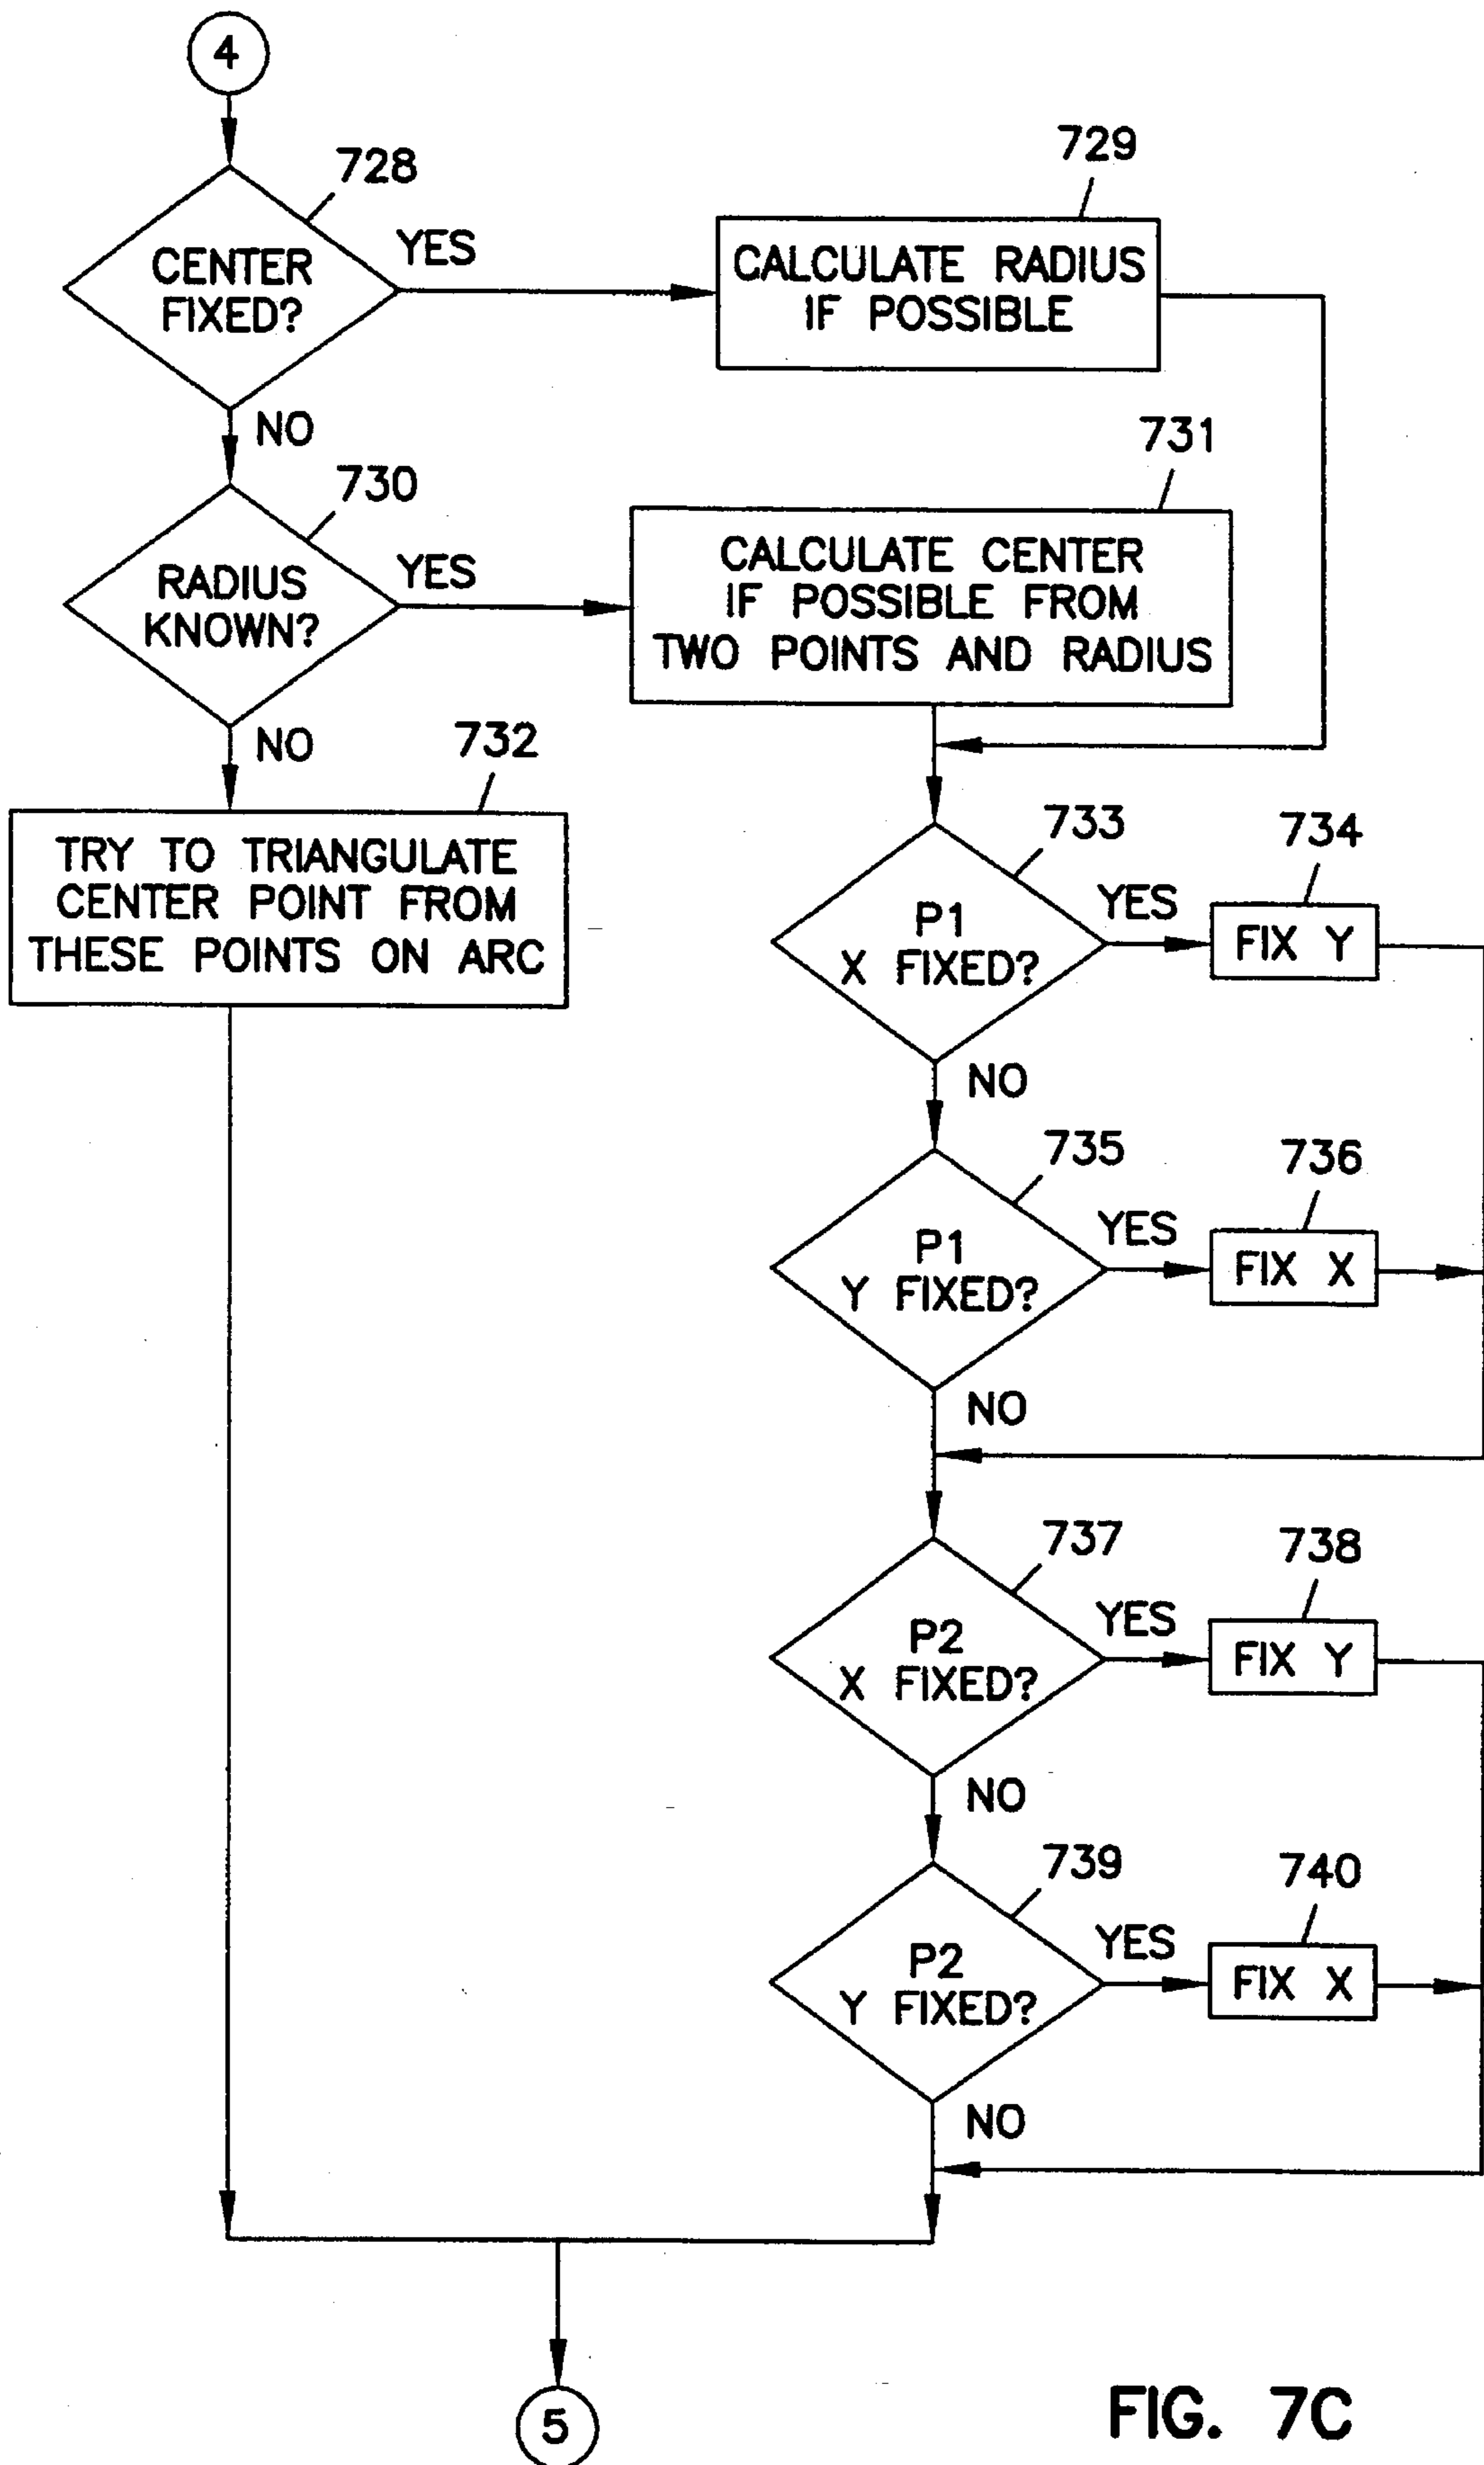 4
728
CENTER
FIXED?
YES
729
CALCULATE RADIUS
IF POSSIBLE
NO
730
RADIUS
KNOWN?
YES
731
CALCULATE CENTER
IF POSSIBLE FROM
TWO POINTS AND RADIUS
NO
732
TRY TO TRIANGULATE
CENTER POINT FROM
THESE POINTS ON ARC
733
P1
X FIXED?
YES
734
FIX Y
NO
735
P1
Y FIXED?
YES
736
FIX X
NO
737
P2
X FIXED?
YES
738
FIX Y
NO
739
P2
Y FIXED?
YES
740
FIX X
NO
5
FIG. 7C